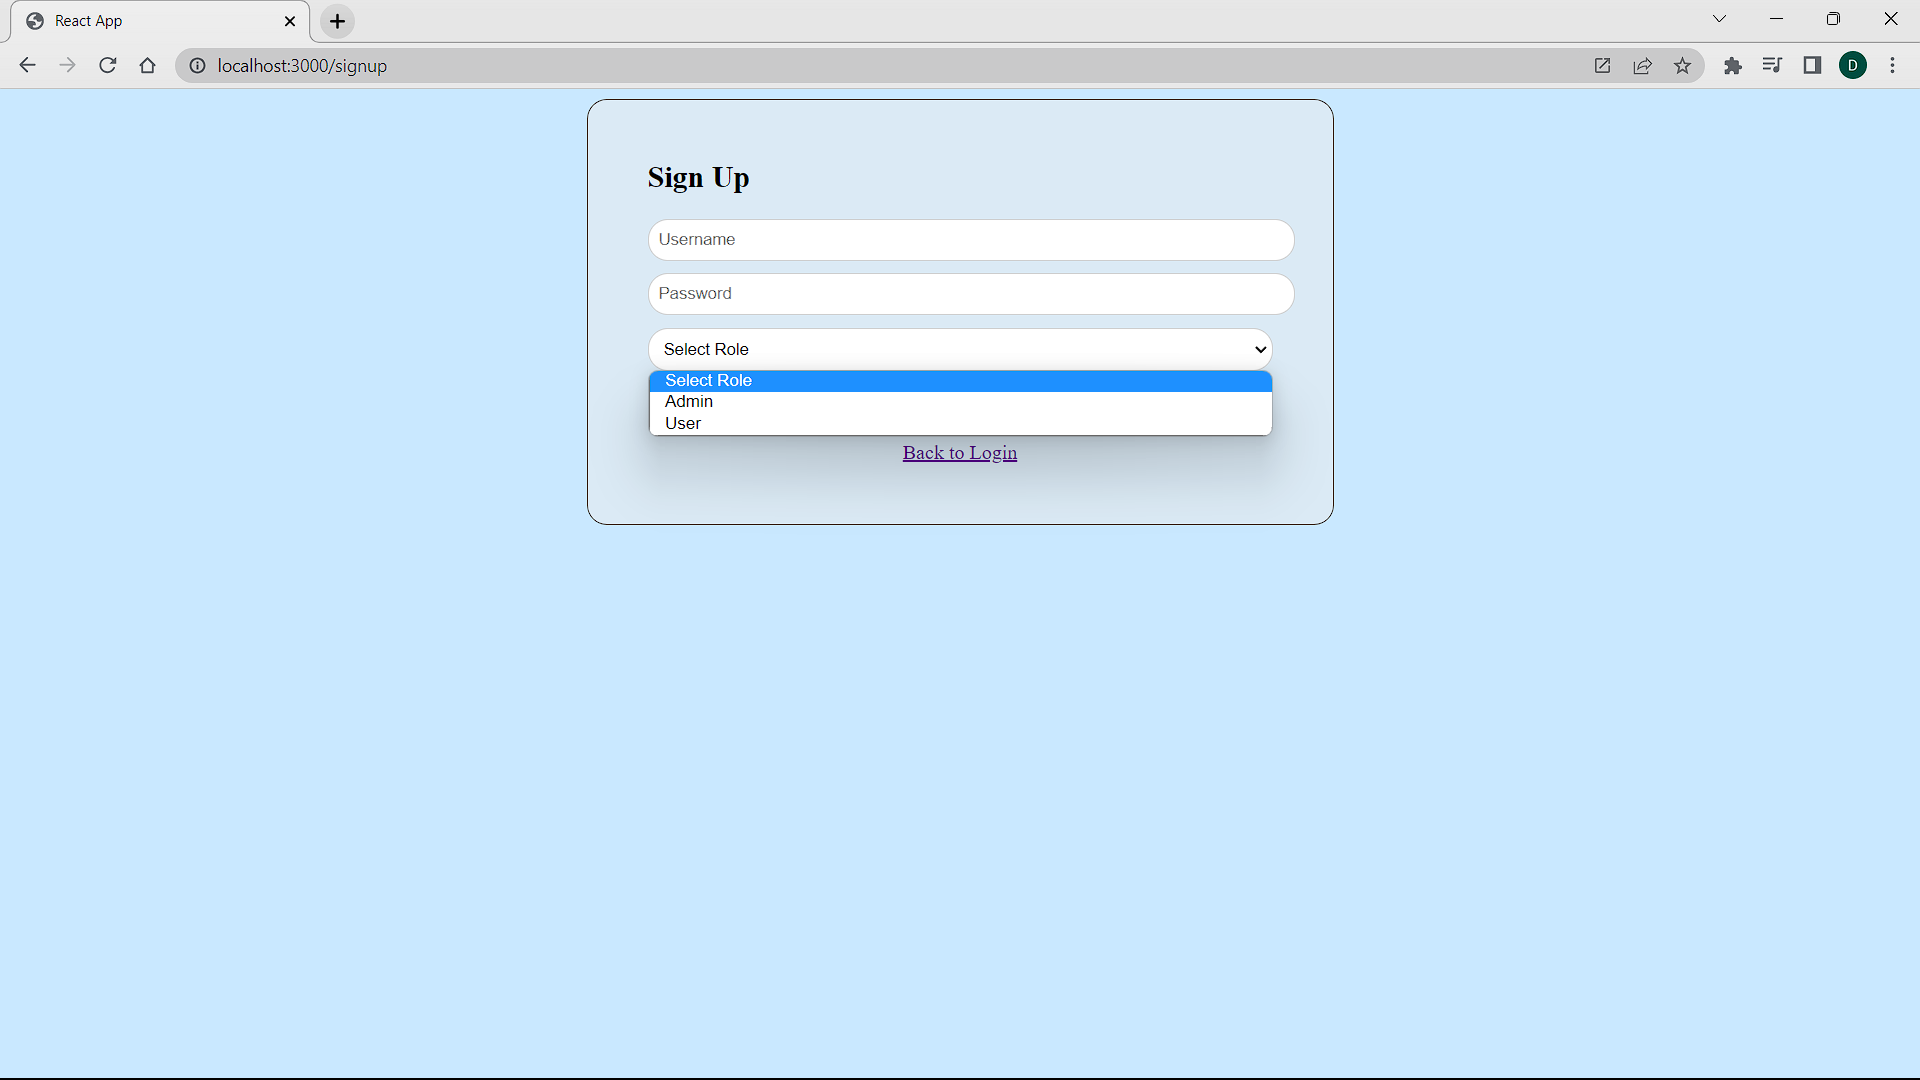 React App
localhost:3000/signup
D
Sign Up
Username
Password
Select Role
Select Role
Admin
User
Back to Login